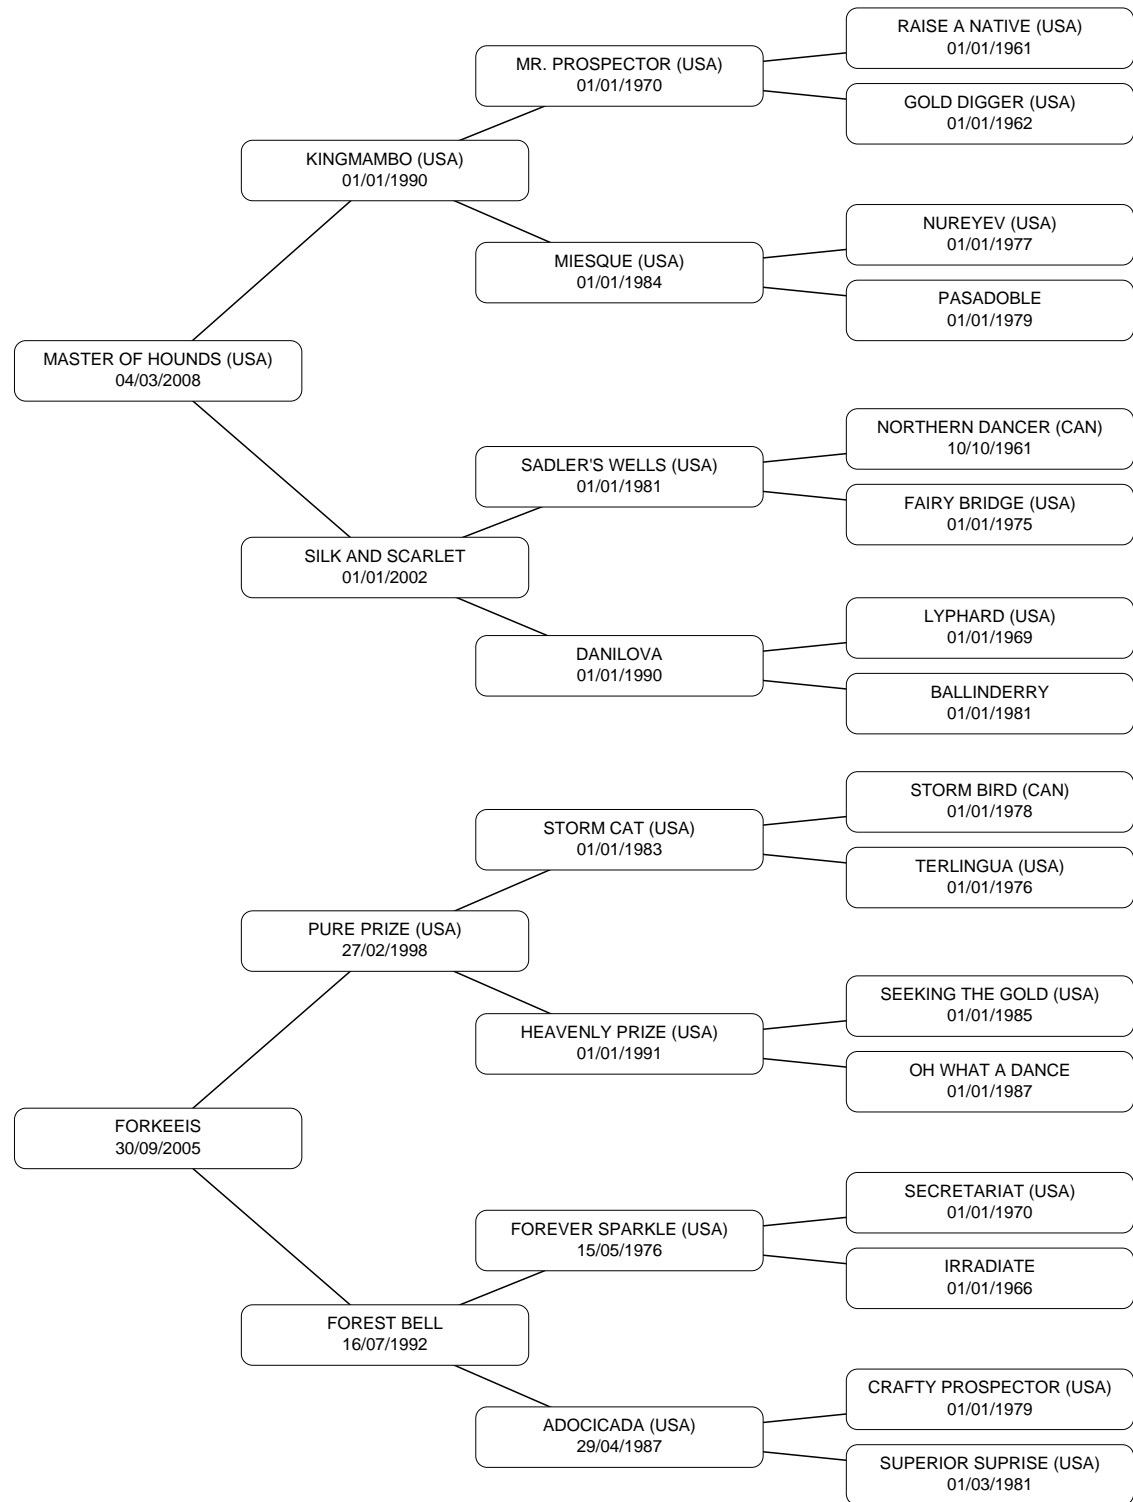 RAISE A NATIVE (USA)
01/01/1961
MR. PROSPECTOR (USA)
01/01/1970
GOLD DIGGER (USA)
01/01/1962
KINGMAMBO (USA)
01/01/1990
NUREYEV (USA)
01/01/1977
MIESQUE (USA)
01/01/1984
PASADOBLE
01/01/1979
MASTER OF HOUNDS (USA)
04/03/2008
NORTHERN DANCER (CAN)
10/10/1961
SADLER'S WELLS (USA)
01/01/1981
FAIRY BRIDGE (USA)
01/01/1975
SILK AND SCARLET
01/01/2002
LYPHARD (USA)
01/01/1969
DANILOVA
01/01/1990
BALLINDERRY
01/01/1981
STORM BIRD (CAN)
01/01/1978
STORM CAT (USA)
01/01/1983
TERLINGUA (USA)
01/01/1976
PURE PRIZE (USA)
27/02/1998
SEEKING THE GOLD (USA)
01/01/1985
HEAVENLY PRIZE (USA)
01/01/1991
OH WHAT A DANCE
01/01/1987
FORKEEIS
30/09/2005
SECRETARIAT (USA)
01/01/1970
FOREVER SPARKLE (USA)
15/05/1976
IRRADIATE
01/01/1966
FOREST BELL
16/07/1992
CRAFTY PROSPECTOR (USA)
01/01/1979
ADOCICADA (USA)
29/04/1987
SUPERIOR SUPRISE (USA)
01/03/1981